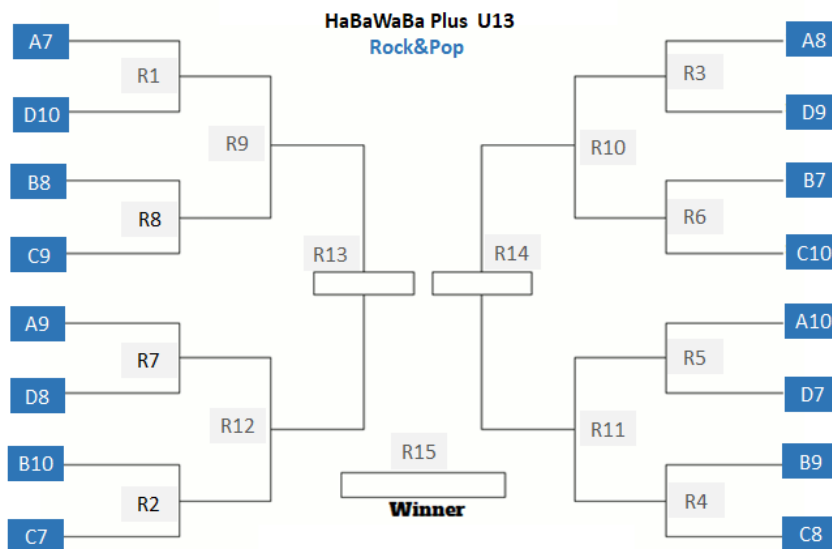 HaBaWaBa Plus U13
Rock&Pop
A7
R1
D10
R9
B8
R8
C9
R13
A9
R7
D8
R12
B10
R2
C7
A8
R3
D9
R10
B7
R6
C10
R14
A10
R5
D7
R11
B9
R4
C8
R15
Winner